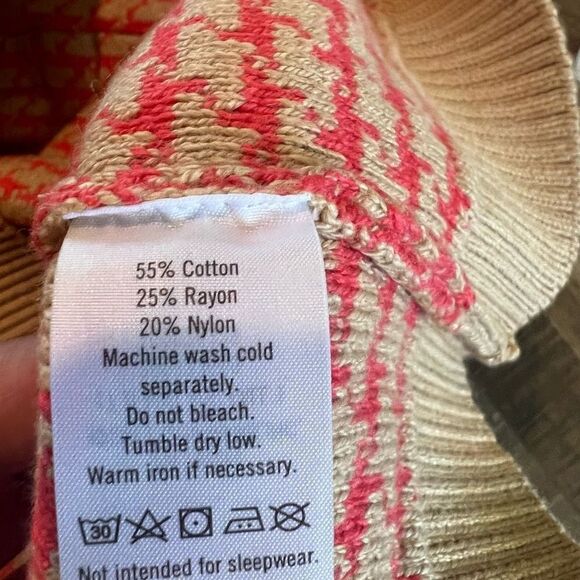 55% Cotton
25% Rayon
20% Nylon
Machine wash cold
separately.
Do not bleach.
Tumble dry low.
Warm iron if necessary.
30
Not intended for sleepwear.